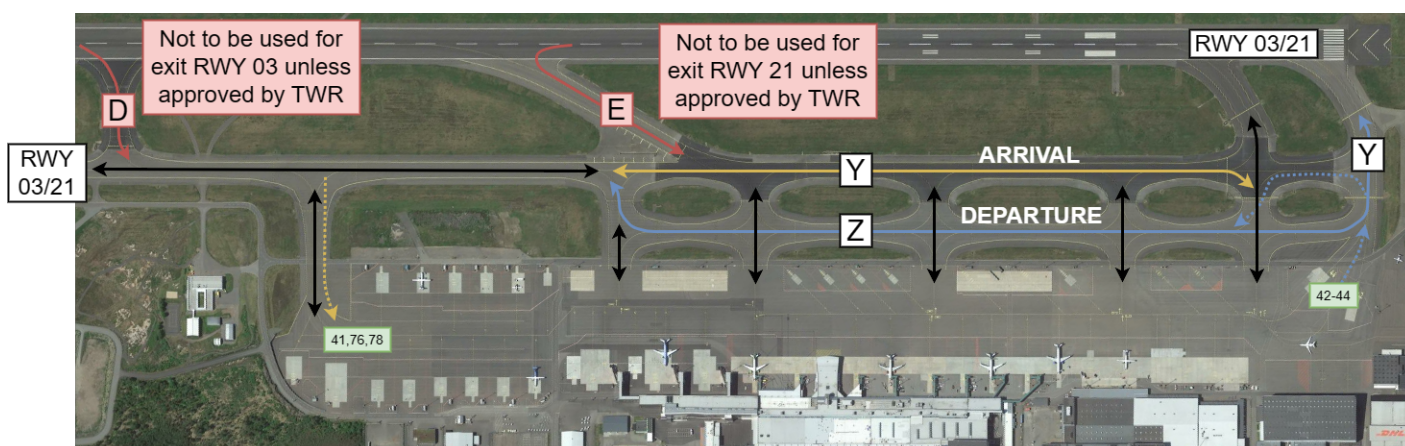 Not to be used for
exit RWY 03 unless
approved by TWR
Not to be used for
exit RWY 21 unless
approved by TWR
RWY 03/21
D
E
RWY
03/21
Y
ARRIVAL
Y
Z
DEPARTURE
41,76,78
42-44
DHL